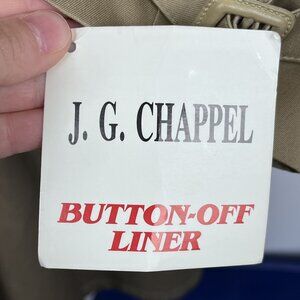 J. G. CHAPPEL
BUTTON-OFF
LINER